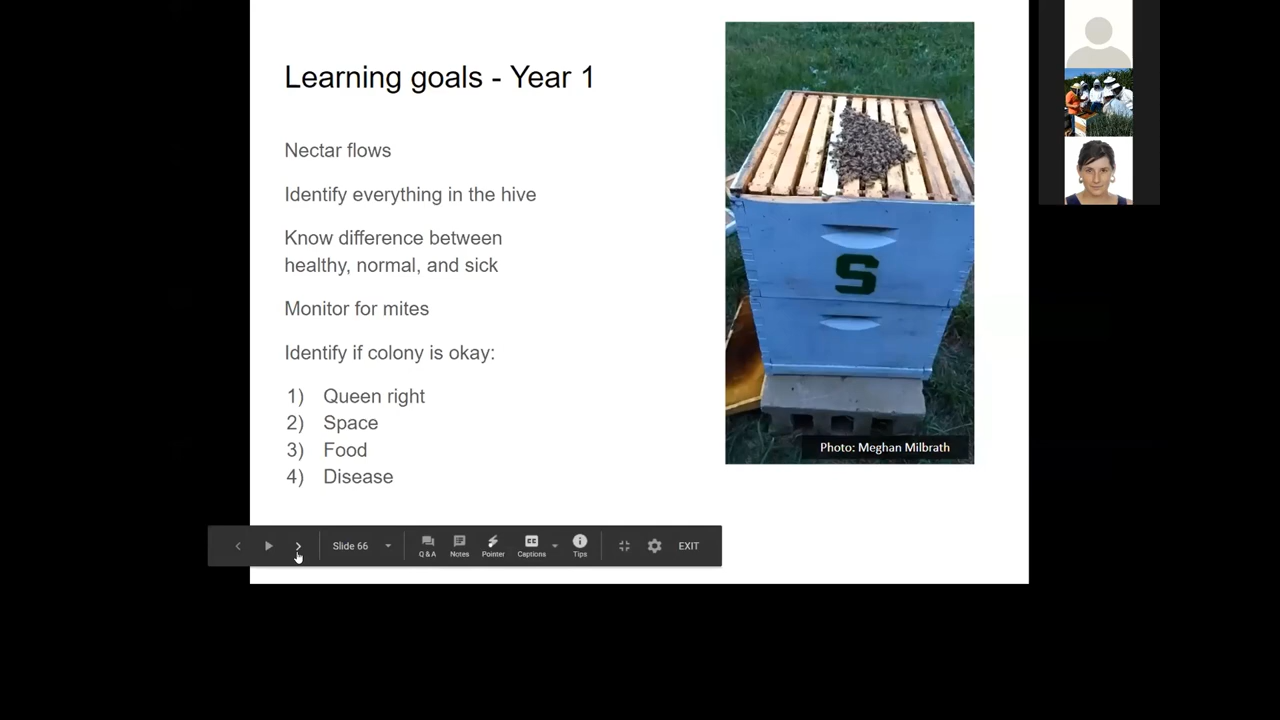 Learning goals - Year 1
Nectar flows
Identify everything in the hive
Know difference between
healthy, normal, and sick
Monitor for mites
Identify if colony is okay:
1) Queen right
2) Space
3) Food
4) Disease
S
Photo: Meghan Milbrath
Slide 66
Q & A
Notes
Pointer
CC
Captions
Tips
EXIT